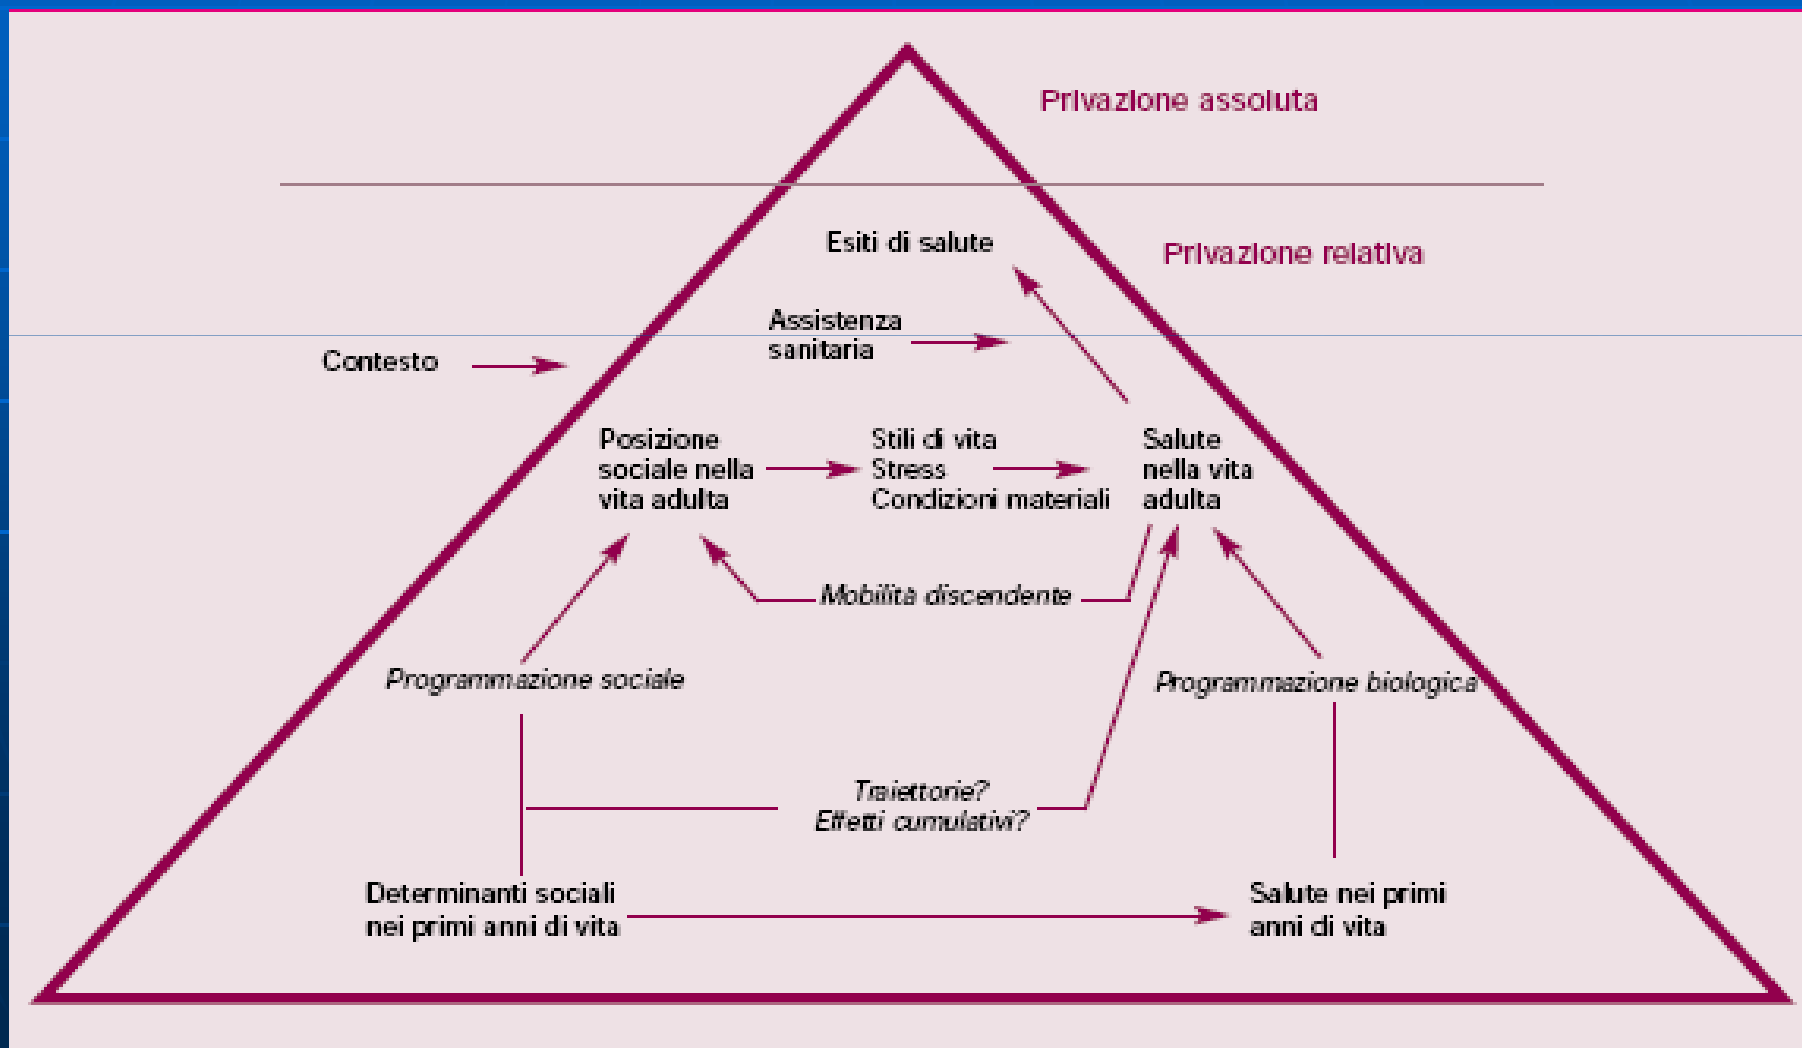 Privazione assoluta
Esiti di salute
Privazione relativa
Assistenza
sanitaria
Contesto
Posizione
sociale nella
vita adulta
Stili di vita
Stress
Condizioni materiali
Salute
nella vita
adulta
Mobilità discendente
Programmazione sociale
Programmazione biologica
Traiettorie?
Effetti cumulativi?
Determinanti sociali
nei primi anni di vita
Salute nei primi
anni di vita